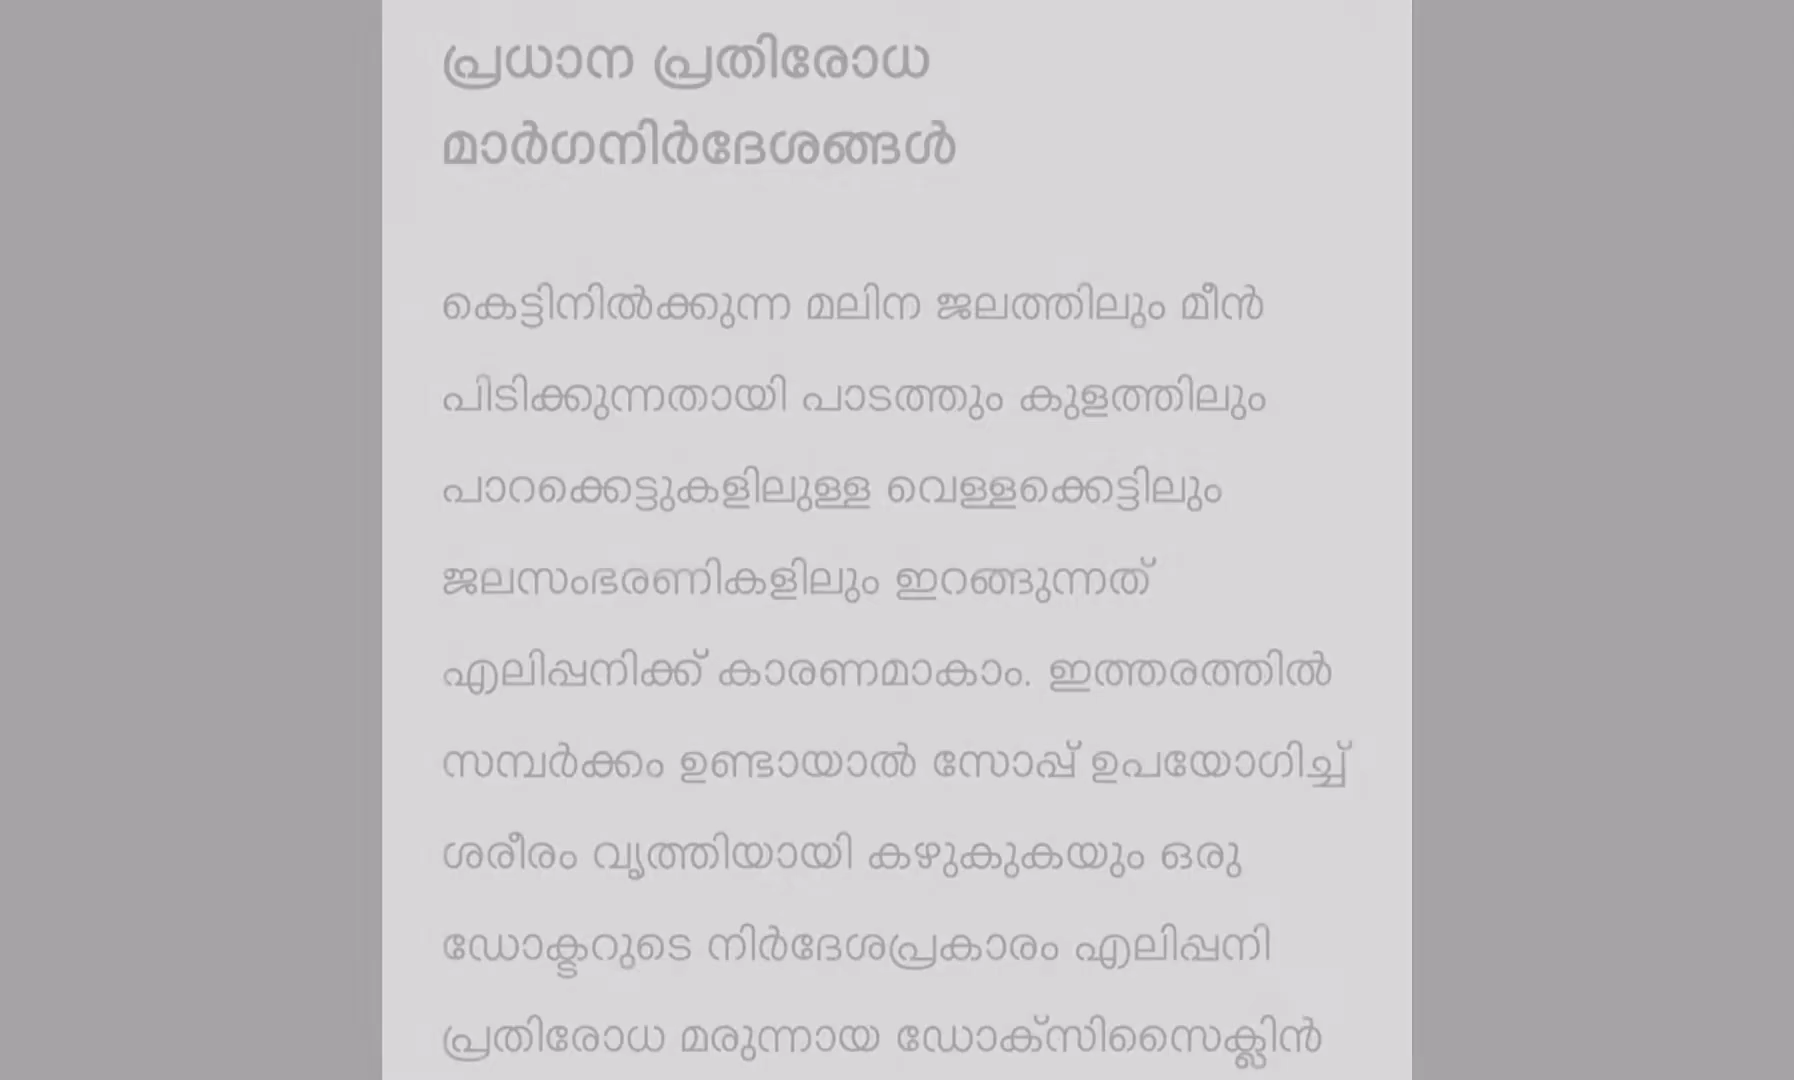 പ്രധാന പ്രതിരോധ
മാർഗനിർദേശങ്ങൾ
കെട്ടിനിൽക്കുന്ന മലിന ജലത്തിലും മീൻ
പിടിക്കുന്നതായി പാടത്തും കുളത്തിലും
പാറക്കെട്ടുകളിലുള്ള വെള്ളക്കെട്ടിലും
ജലസംഭരണികളിലും ഇറങ്ങുന്നത്
എലിപ്പനിക്ക് കാരണമാകാം. ഇത്തരത്തിൽ
സമ്പർക്കം ഉണ്ടായാൽ സോപ്പ് ഉപയോഗിച്ച്
ശരീരം വൃത്തിയായി കഴുകുകയും ഒരു
ഡോക്ടറുടെ നിർദേശപ്രകാരം എലിപ്പനി
പ്രതിരോധ മരുന്നായ ഡോക്സിസൈക്ലിൻ